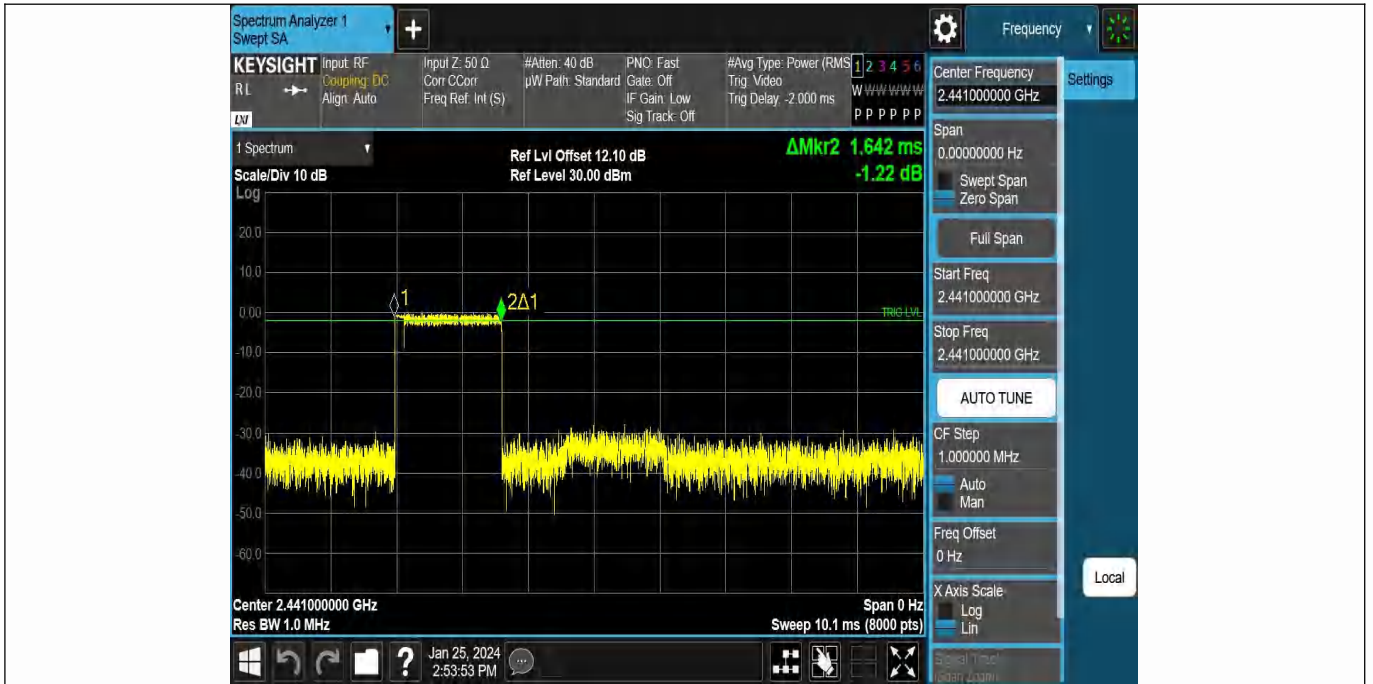 Spectrum Analyzer 1
Swept SA
Frequency
KEYSIGHT
R L
LXI
Input: RF
Coupling: DC
Align: Auto
Input Z: 50 Ω
Corr CCorr
Freq Ref: Int (S)
#Atten: 40 dB
µW Path: Standard
PNO: Fast
Gate: Off
IF Gain: Low
Sig Track: Off
#Avg Type: Power (RMS
Trig: Video
Trig Delay: -2.000 ms
1 2 3 4 5 6
W W W W W W
P P P P P P
Center Frequency
2.441000000 GHz
Settings
Span
0.00000000 Hz
Swept Span
Zero Span
Full Span
Start Freq
2.441000000 GHz
Stop Freq
2.441000000 GHz
AUTO TUNE
CF Step
1.000000 MHz
Auto
Man
Freq Offset
0 Hz
X Axis Scale
Log
Lin
Signal Track
(Span Zoom)
Local
1 Spectrum
Scale/Div 10 dB
Ref Lvl Offset 12.10 dB
Ref Level 30.00 dBm
ΔMkr2 1.642 ms
-1.22 dB
Log
20.0
10.0
0.00
-10.0
-20.0
-30.0
-40.0
-50.0
-60.0
1
2Δ1
TRIG LVL
Center 2.441000000 GHz
Res BW 1.0 MHz
Span 0 Hz
Sweep 10.1 ms (8000 pts)
Jan 25, 2024
2:53:53 PM